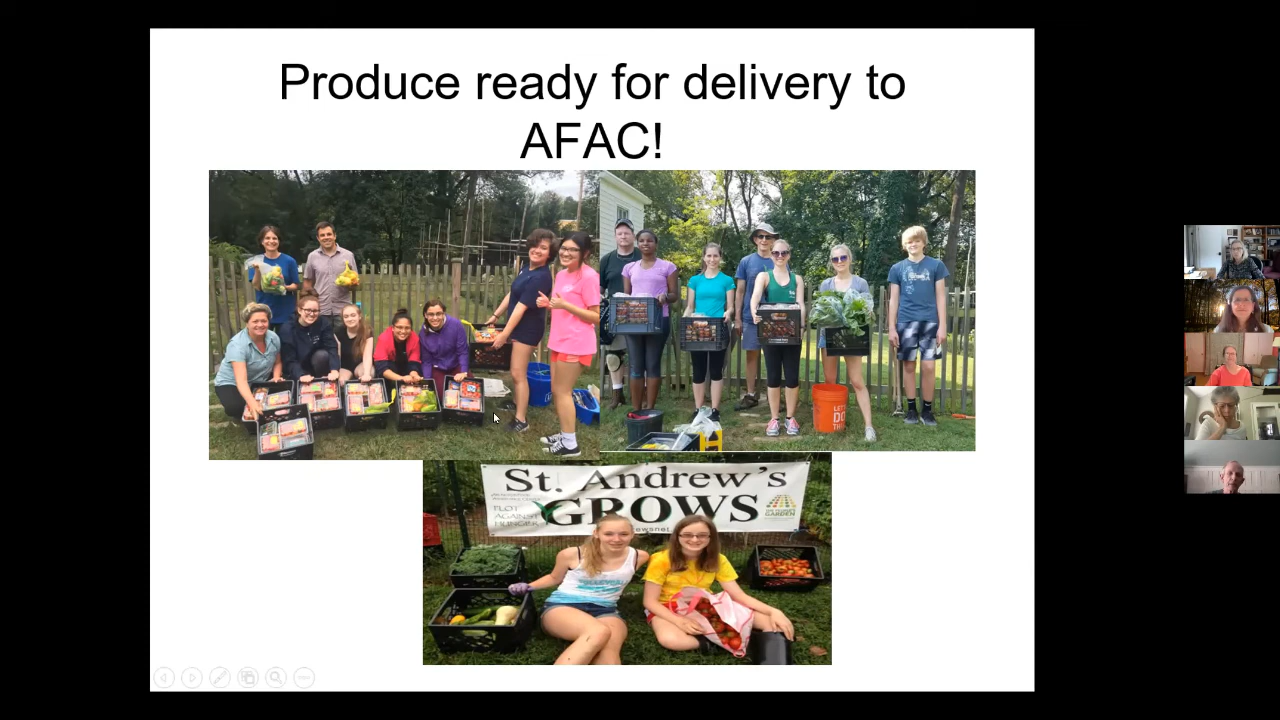 Produce ready for delivery to
AFAC!
St. Andrew's
GROWS
PLOT
AGAINST
HUNGER